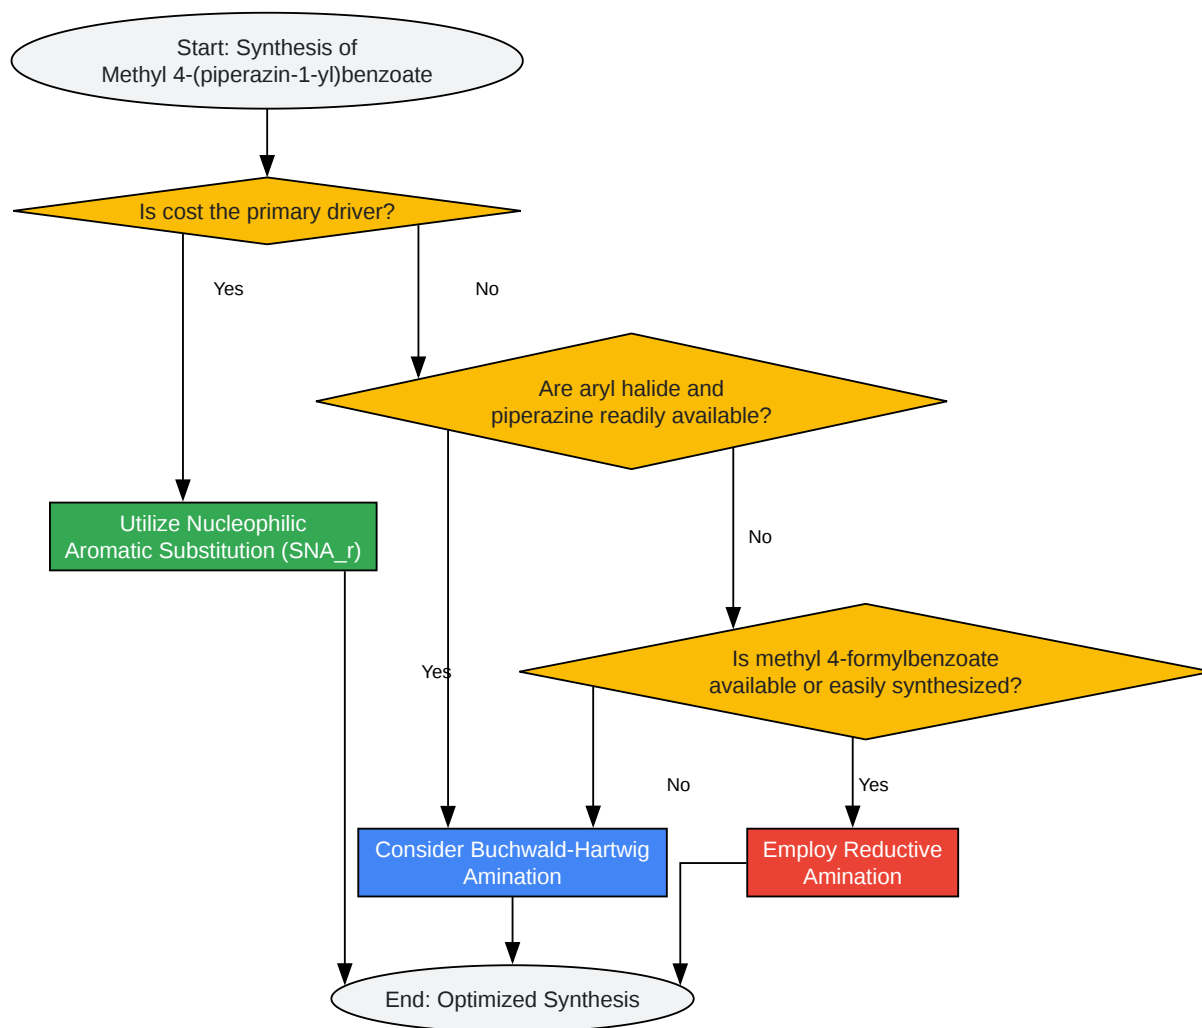 Start: Synthesis of
Methyl 4-(piperazin-1-yl)benzoate
Is cost the primary driver?
Yes
No
Are aryl halide and
piperazine readily available?
Utilize Nucleophilic
Aromatic Substitution (SNA_r)
No
Yes
Is methyl 4-formylbenzoate
available or easily synthesized?
No
Yes
Consider Buchwald-Hartwig
Amination
Employ Reductive
Amination
End: Optimized Synthesis